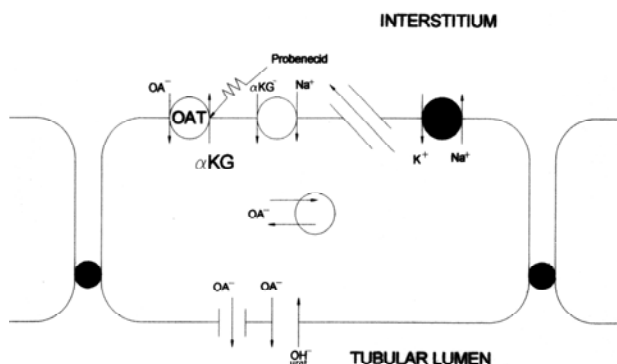 INTERSTITIUM
Probenecid
OA⁻
αKG⁻
Na⁺
OAT
αKG
K⁺
Na⁺
OA⁻
OA⁻
OA⁻
OH⁻
TUBULAR LUMEN